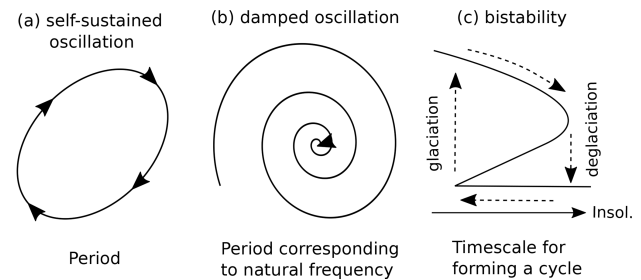 (a) self-sustained
oscillation
(b) damped oscillation
(c) bistability
glaciation
deglaciation
Insol.
Period
Period corresponding
to natural frequency
Timescale for
forming a cycle